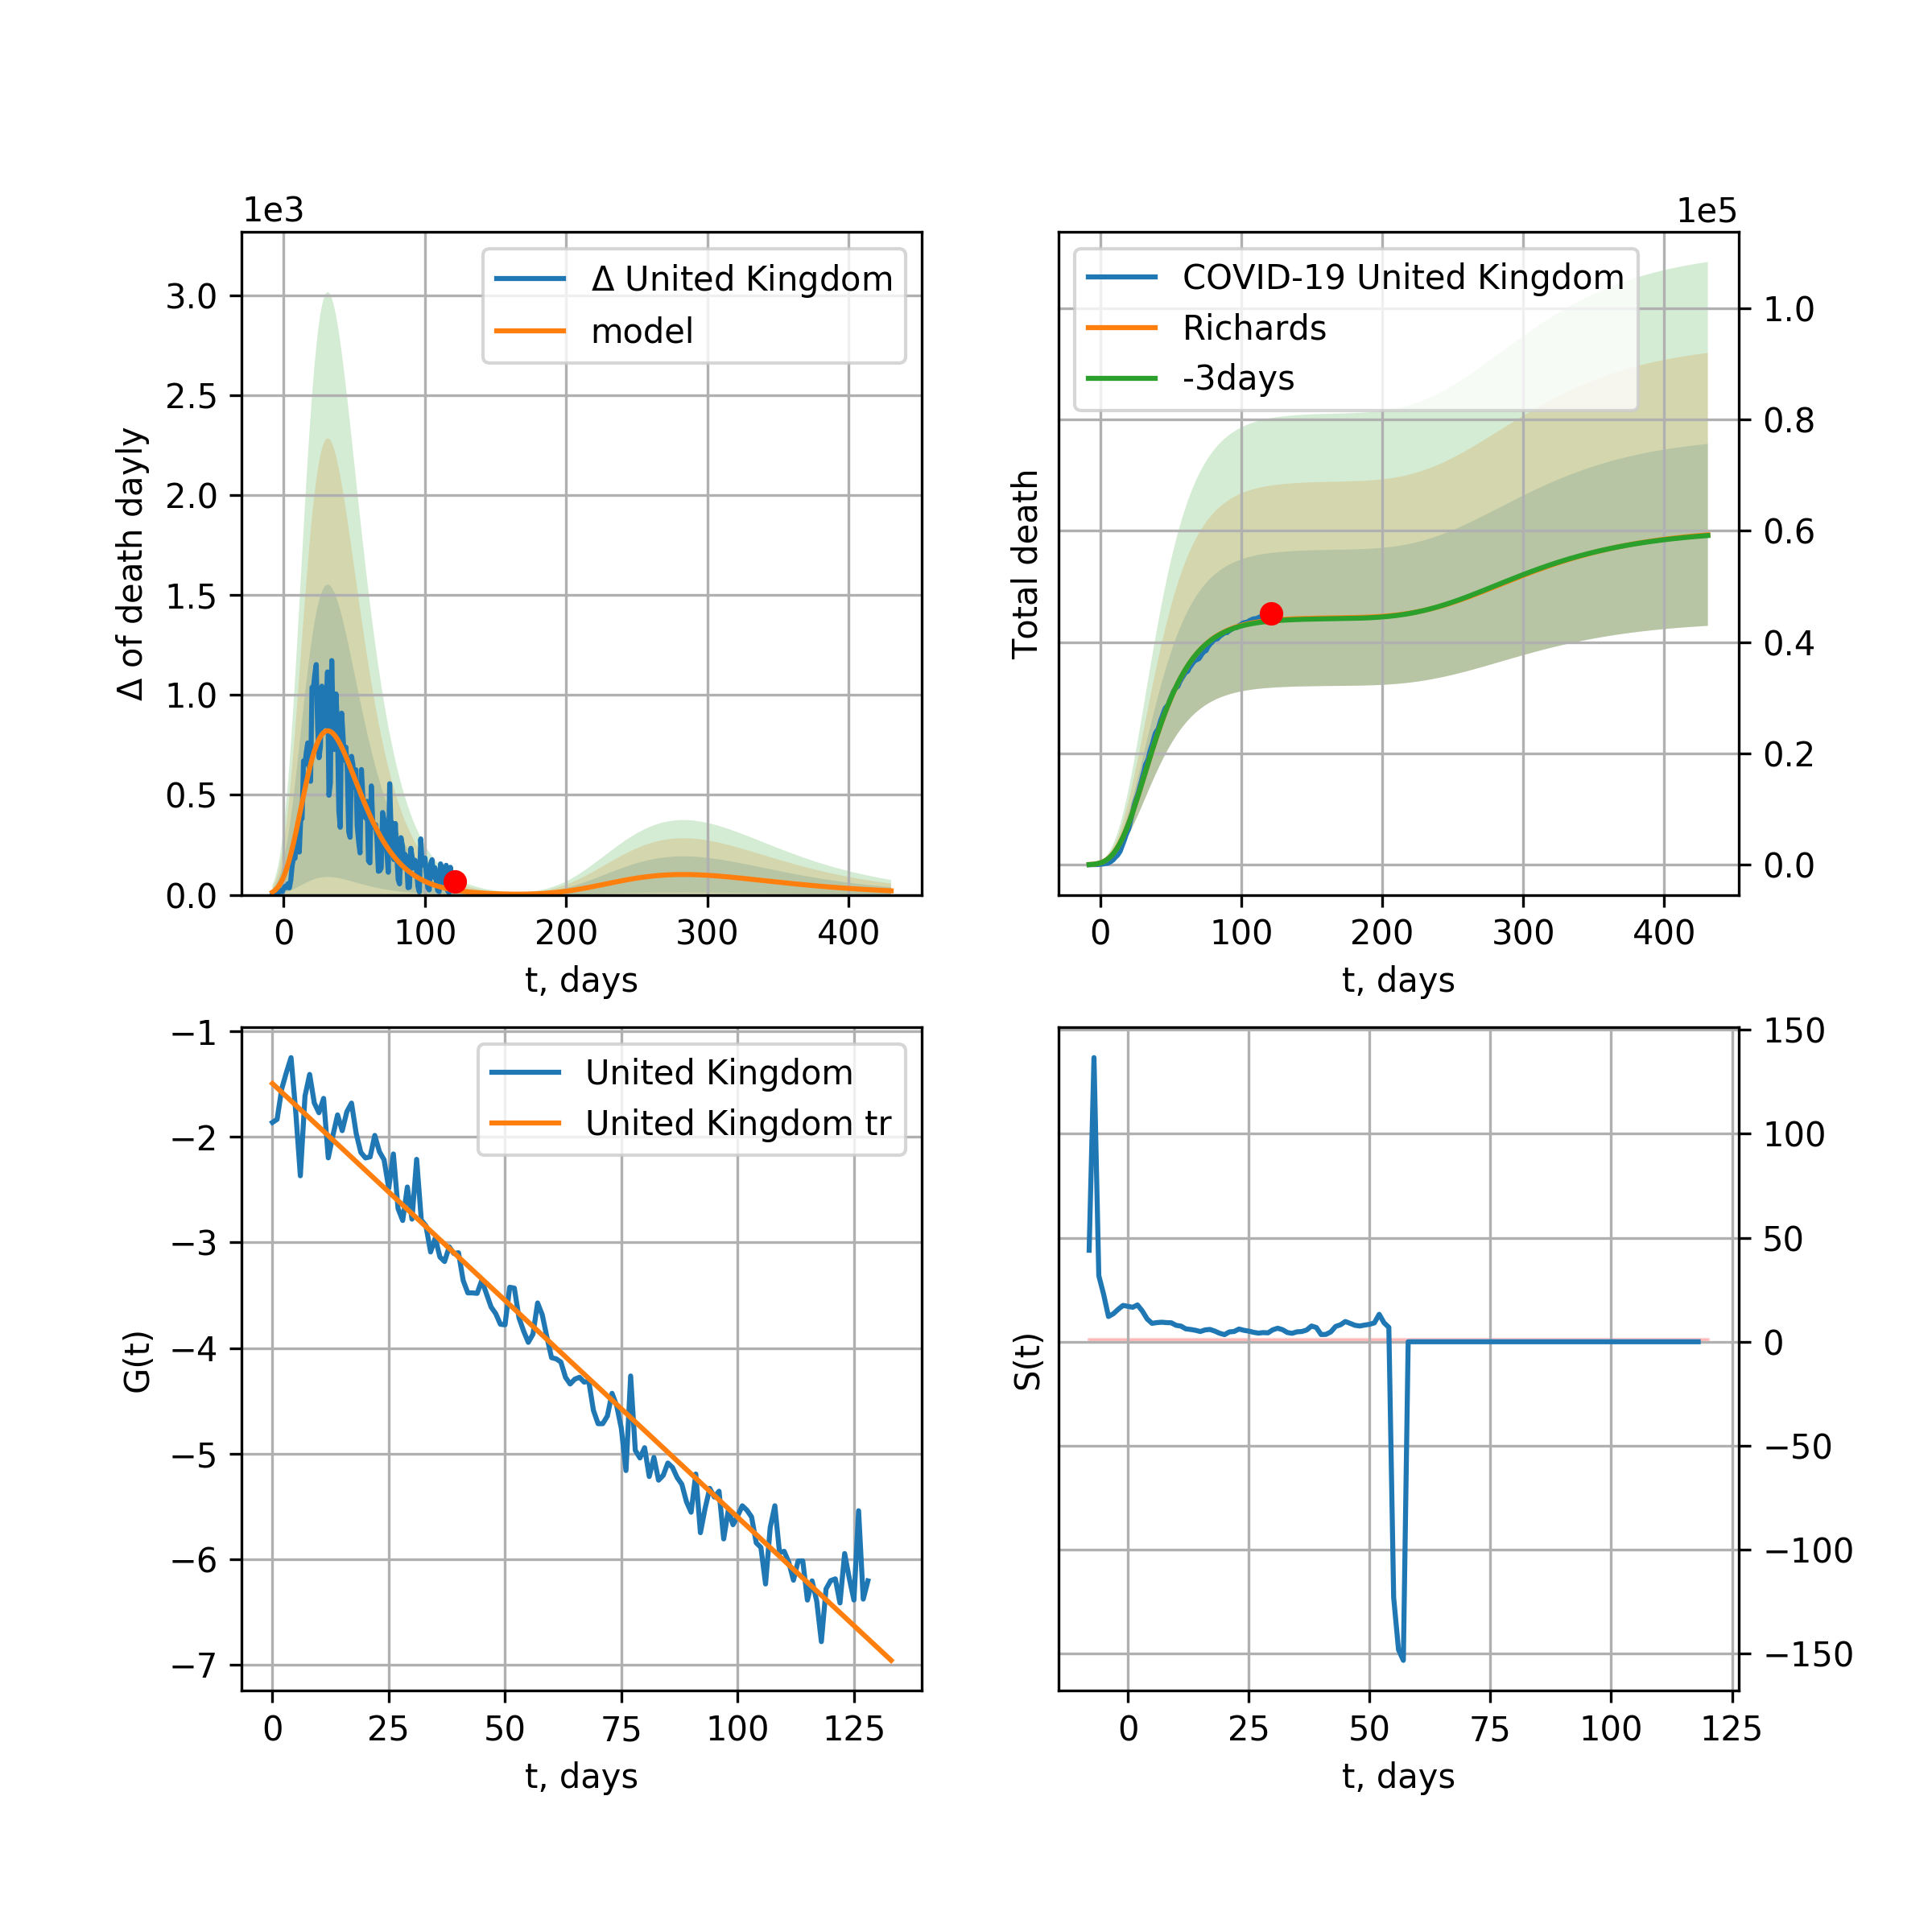 1e3
Δ United Kingdom
model
3.0
2.5
2.0
1.5
1.0
0.5
0.0
Δ of death dayly
0
100
200
300
400
t, days
1e5
COVID-19 United Kingdom
Richards
-3days
1.0
0.8
0.6
0.4
0.2
0.0
Total death
0
100
200
300
400
t, days
United Kingdom
United Kingdom tr
−1
−2
−3
−4
−5
−6
−7
G(t)
0
25
50
75
100
125
t, days
150
100
50
0
−50
−100
−150
S(t)
0
25
50
75
100
125
t, days